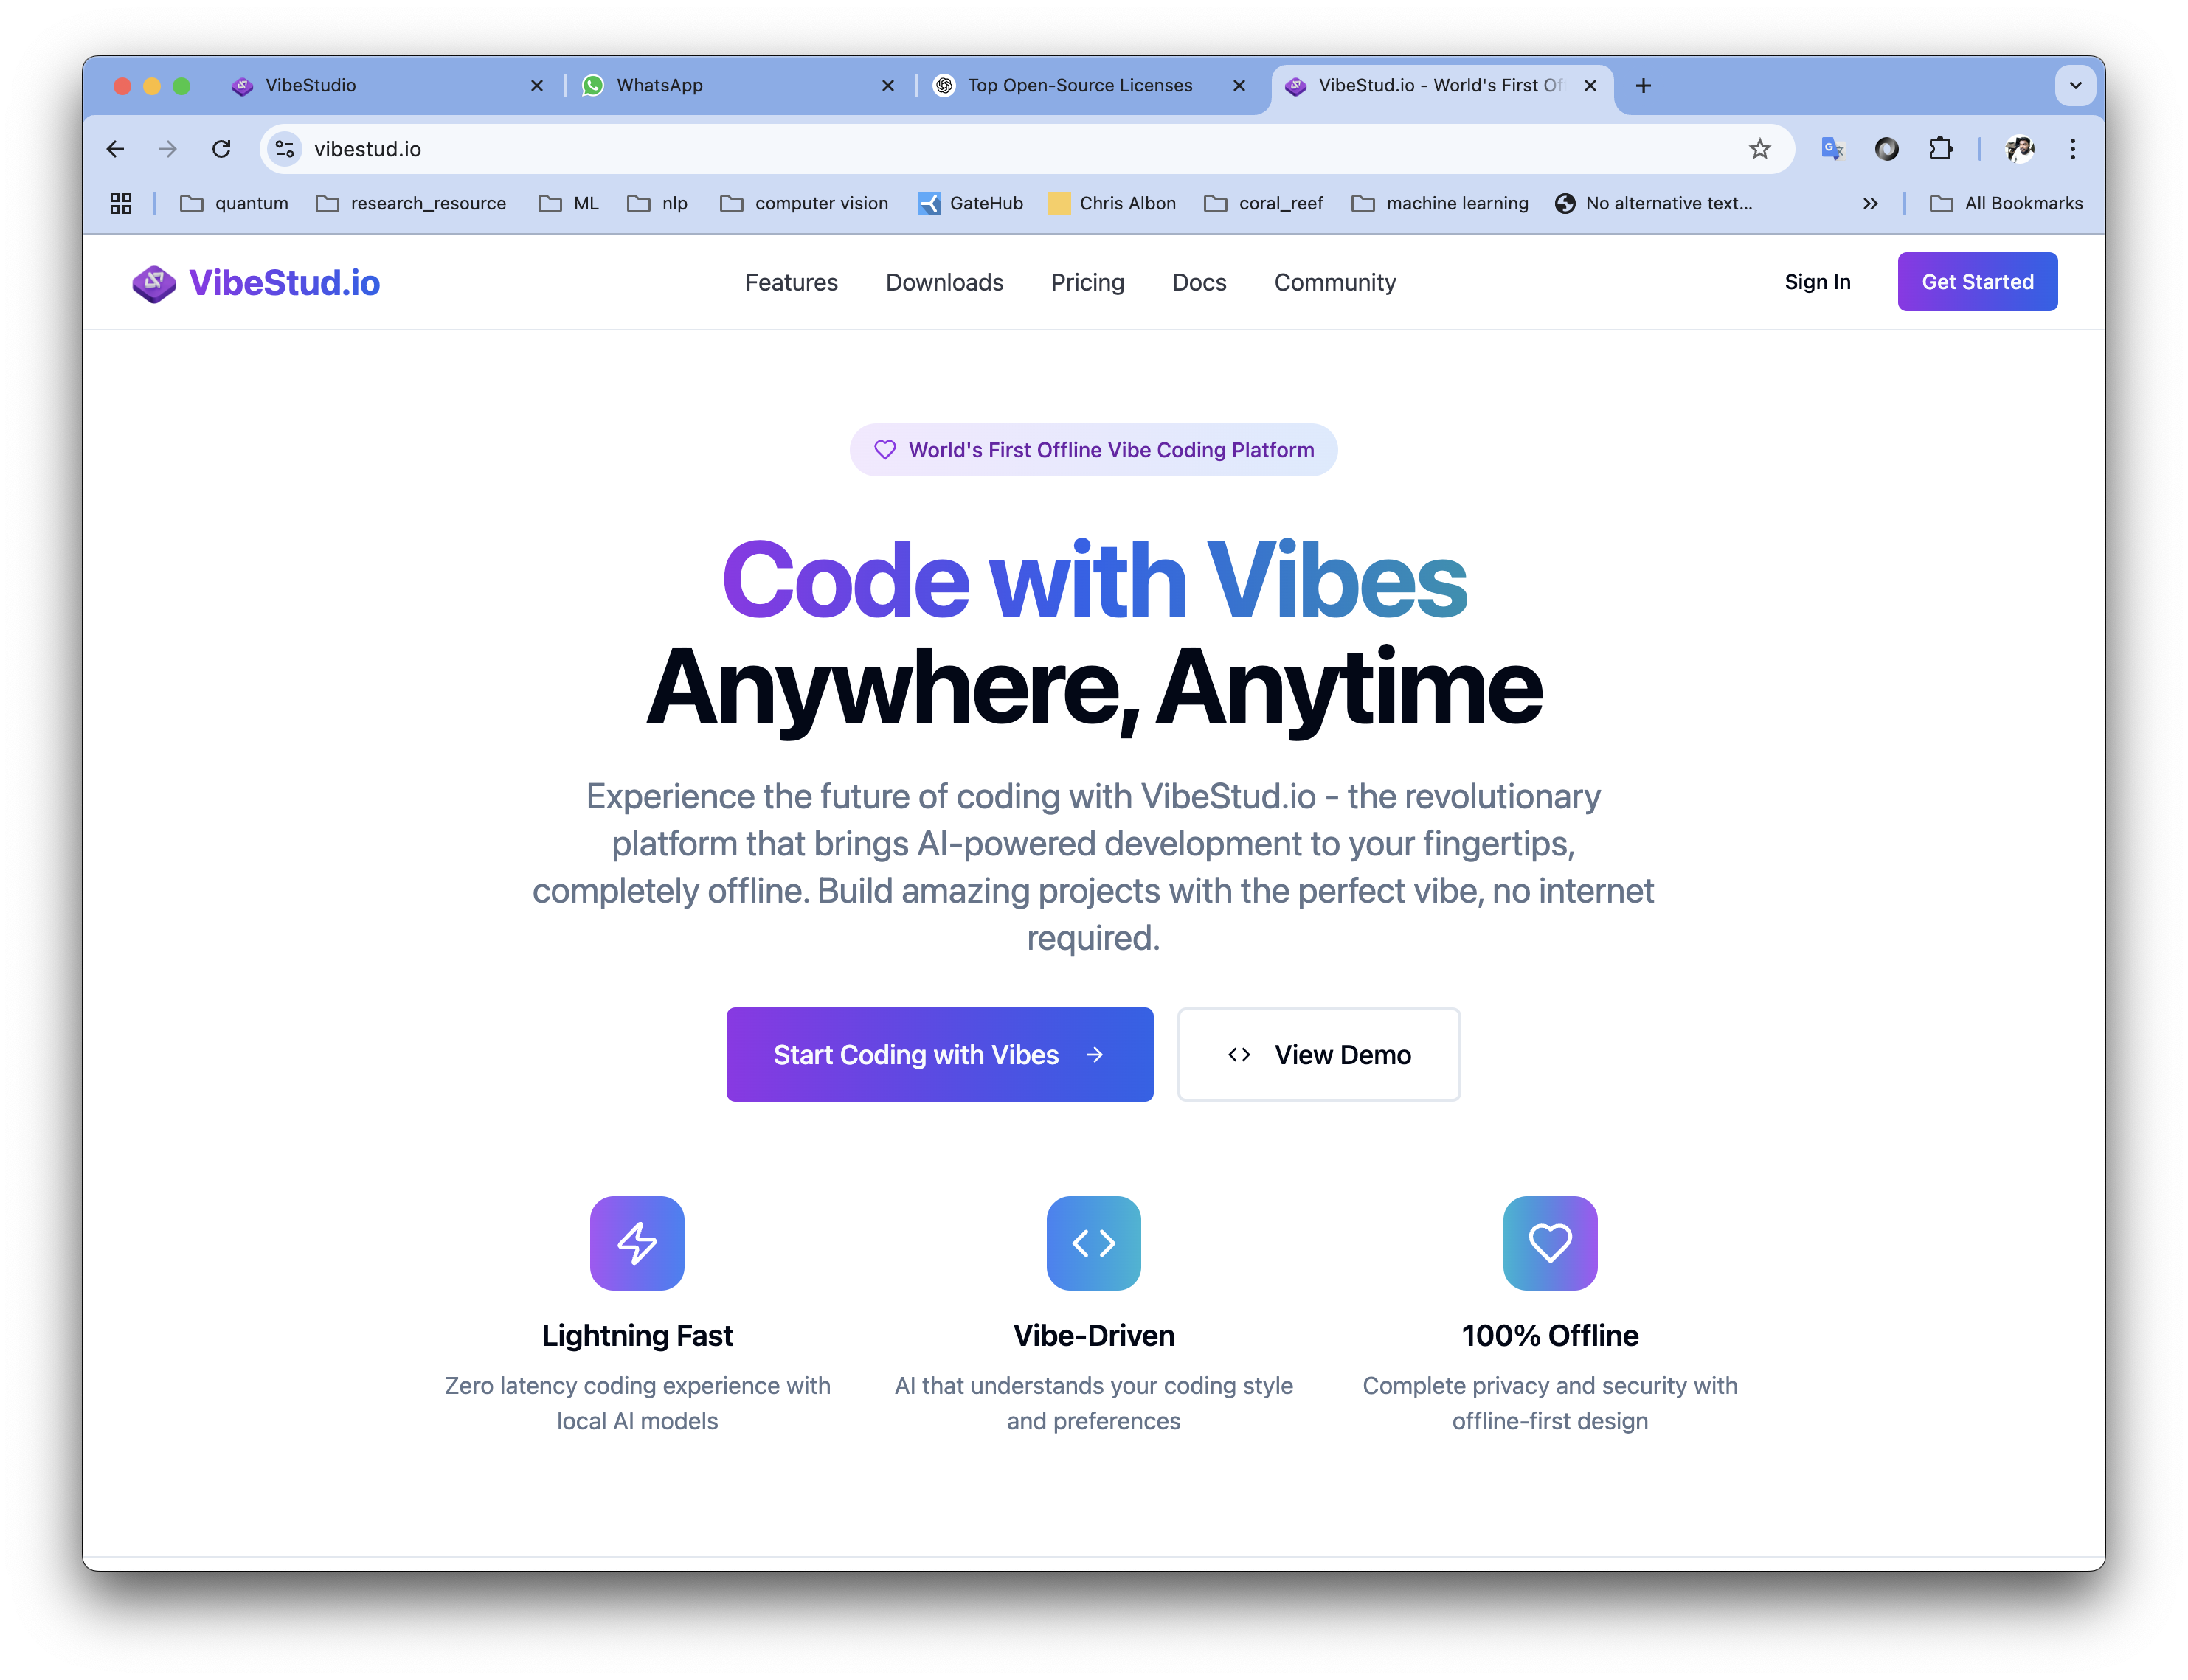 VibeStudio
WhatsApp
Top Open-Source Licenses
VibeStud.io - World's First Of
vibestud.io
quantum
research_resource
ML
nlp
computer vision
GateHub
Chris Albon
coral_reef
machine learning
No alternative text...
All Bookmarks
VibeStud.io
Features
Downloads
Pricing
Docs
Community
Sign In
Get Started
World's First Offline Vibe Coding Platform
Code with Vibes
Anywhere, Anytime
Experience the future of coding with VibeStud.io - the revolutionary
platform that brings AI-powered development to your fingertips,
completely offline. Build amazing projects with the perfect vibe, no internet
required.
Start Coding with Vibes
View Demo
Lightning Fast
Zero latency coding experience with
local AI models
Vibe-Driven
AI that understands your coding style
and preferences
100% Offline
Complete privacy and security with
offline-first design